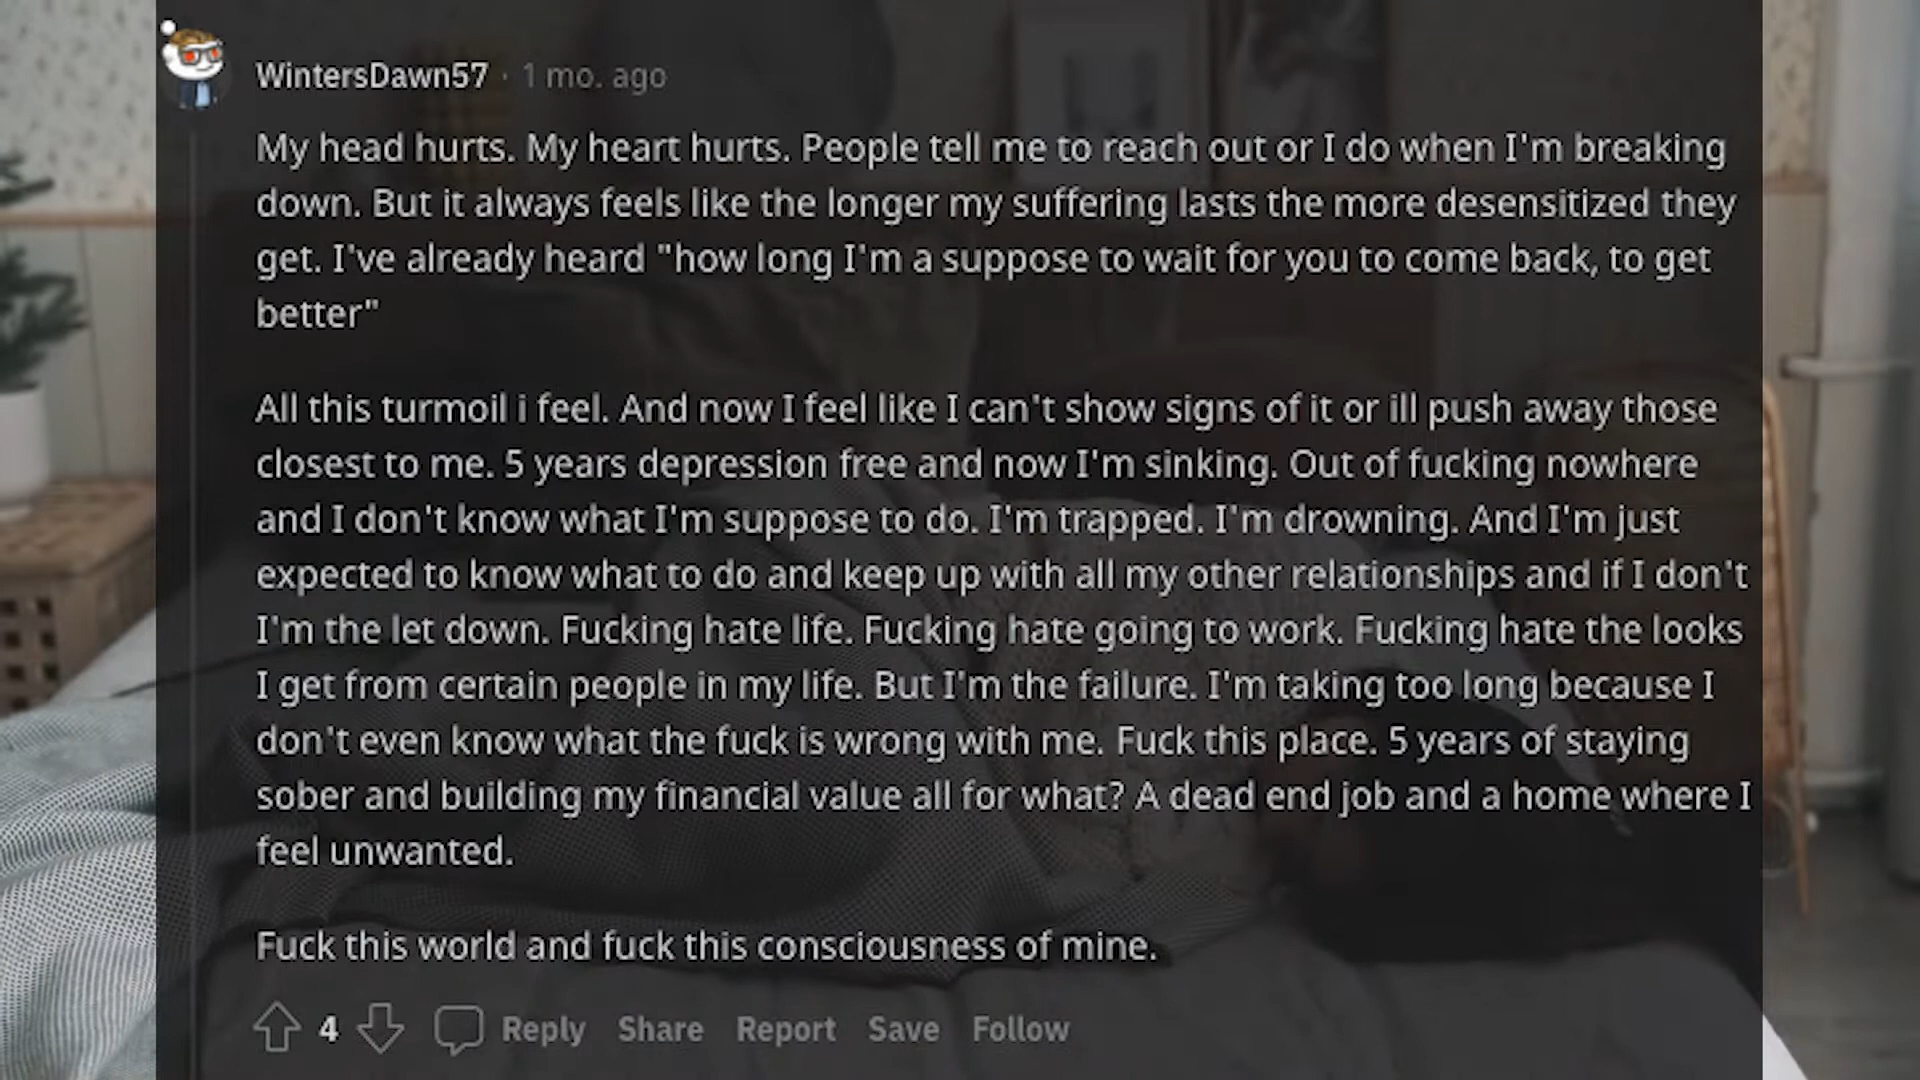 WintersDawn57 · 1 mo. ago
My head hurts. My heart hurts. People tell me to reach out or I do when I'm breaking
down. But it always feels like the longer my suffering lasts the more desensitized they
get. I've already heard "how long I'm a suppose to wait for you to come back, to get
better"
All this turmoil i feel. And now I feel like I can't show signs of it or ill push away those
closest to me. 5 years depression free and now I'm sinking. Out of fucking nowhere
and I don't know what I'm suppose to do. I'm trapped. I'm drowning. And I'm just
expected to know what to do and keep up with all my other relationships and if I don't
I'm the let down. Fucking hate life. Fucking hate going to work. Fucking hate the looks
I get from certain people in my life. But I'm the failure. I'm taking too long because I
don't even know what the fuck is wrong with me. Fuck this place. 5 years of staying
sober and building my financial value all for what? A dead end job and a home where I
feel unwanted.
Fuck this world and fuck this consciousness of mine.
4 Reply Share Report Save Follow